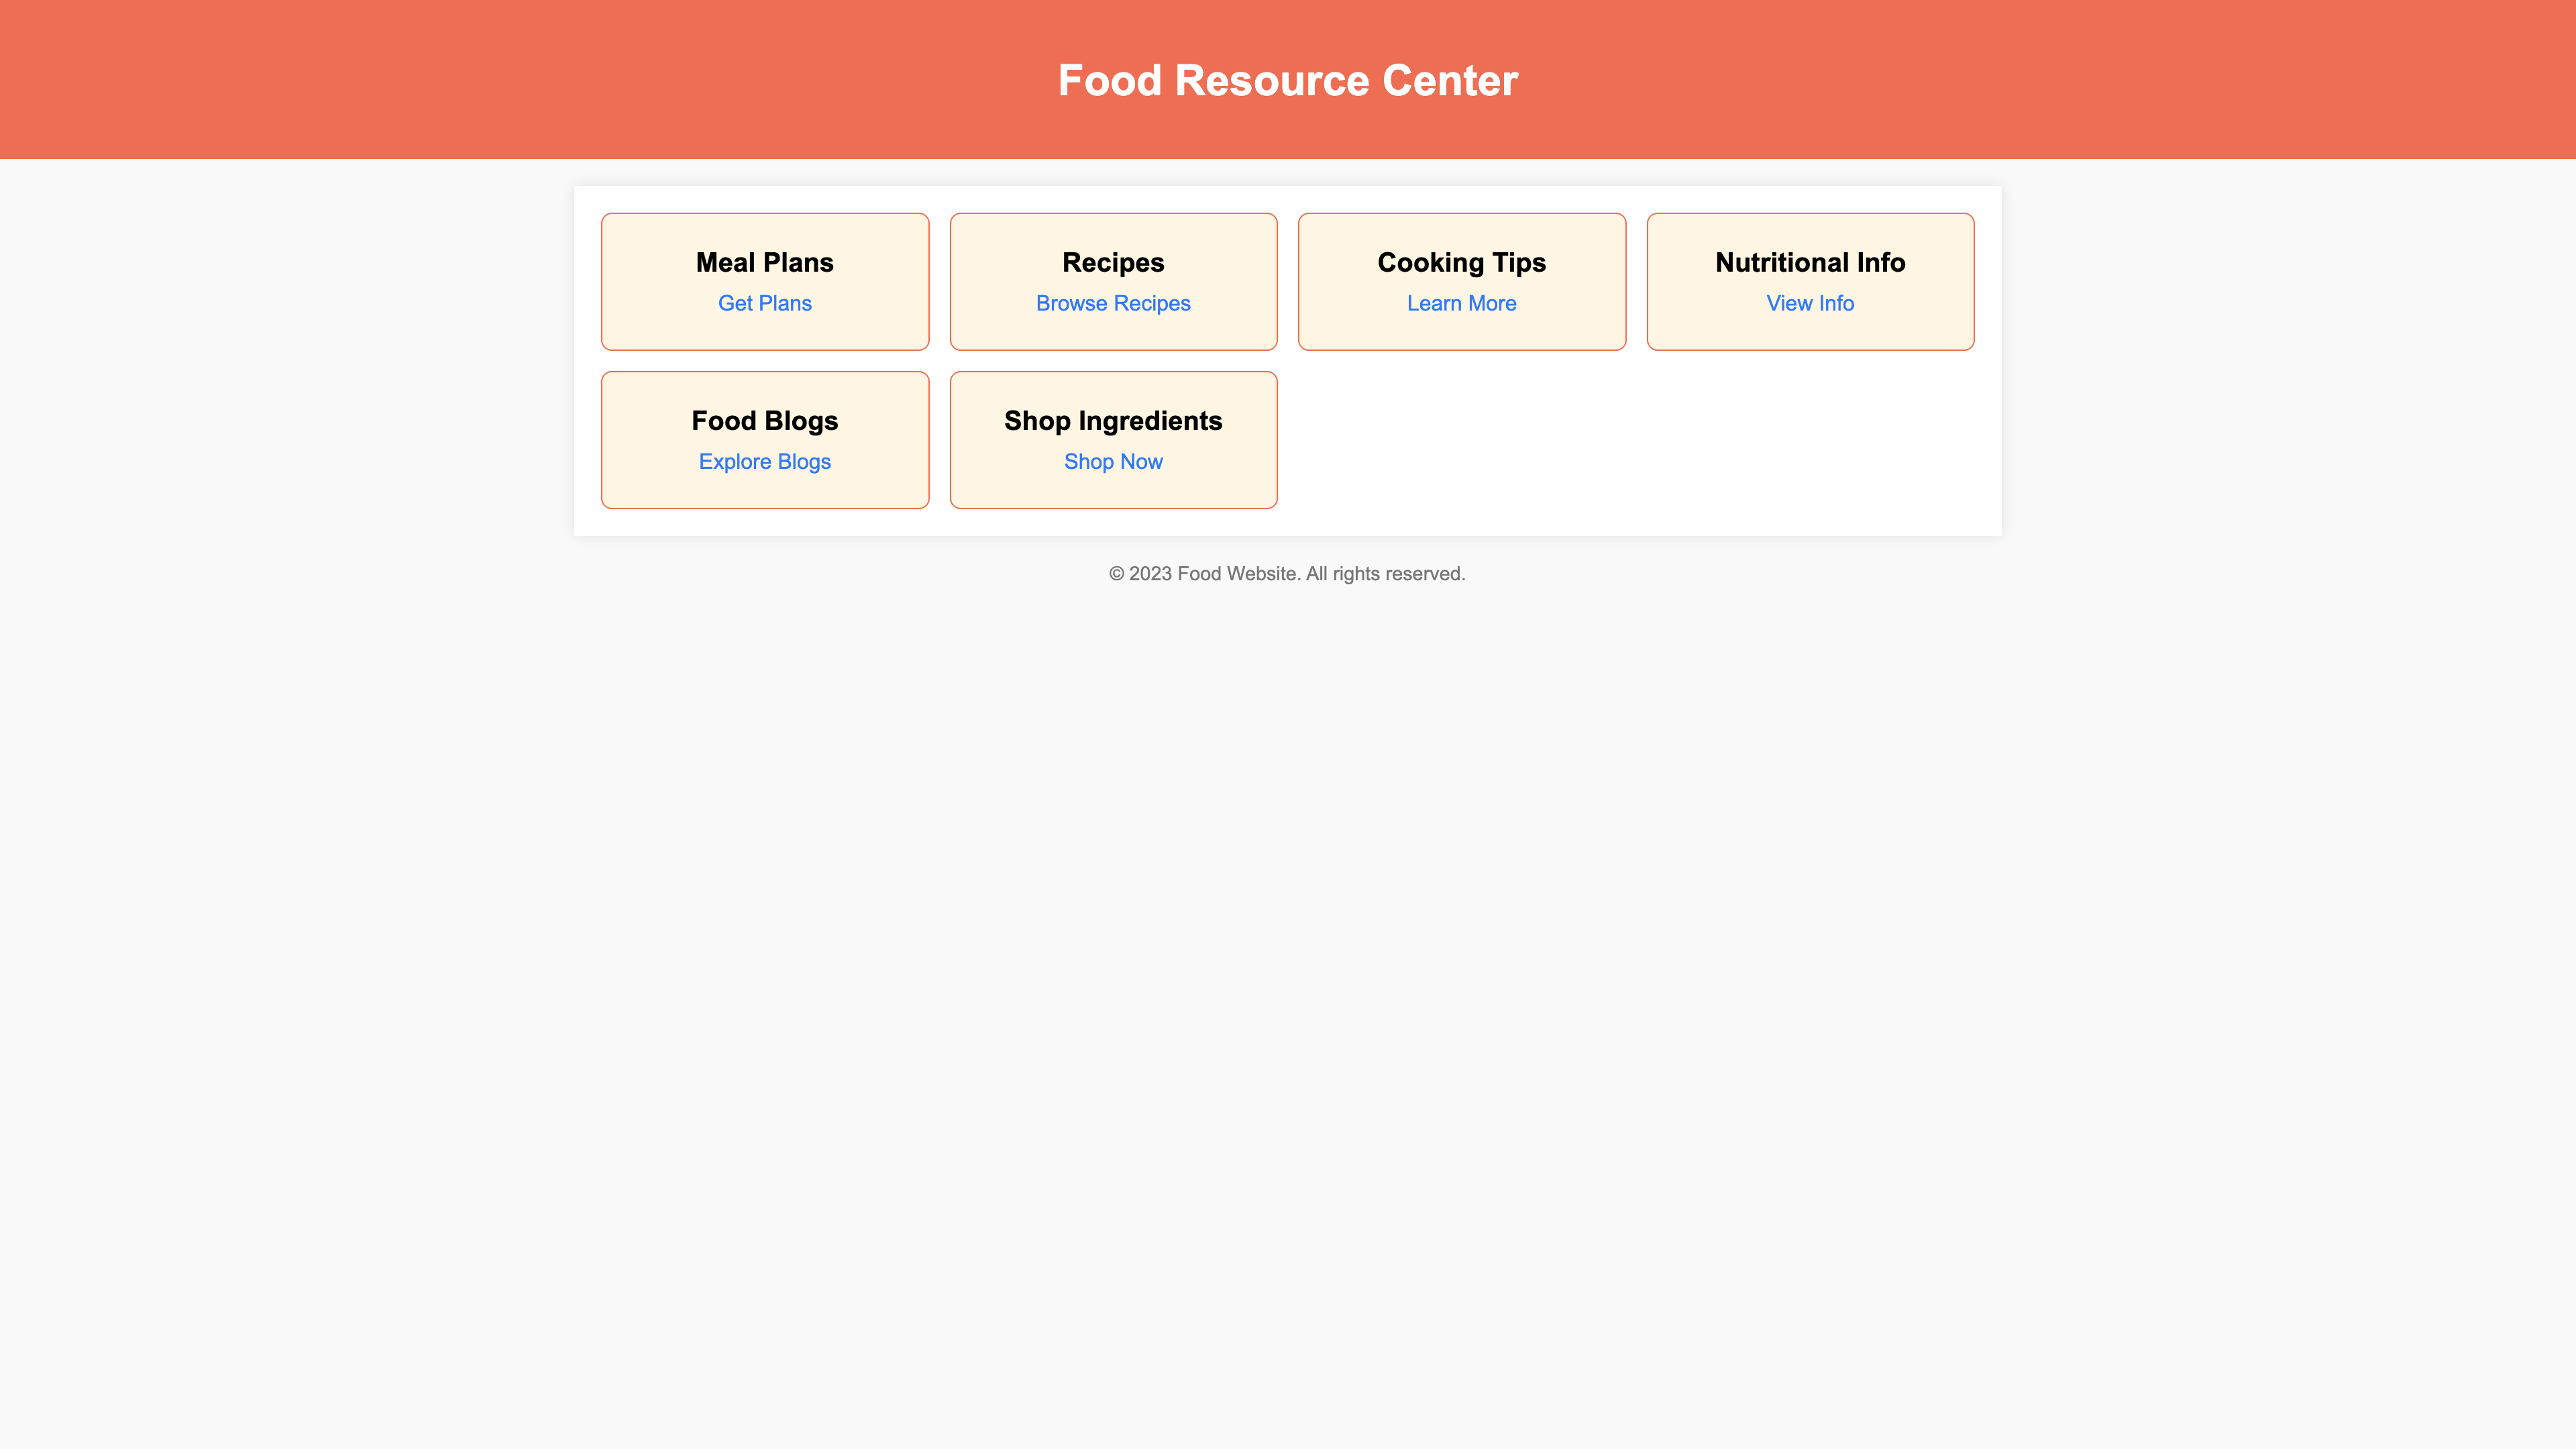 Food Resource Center
Meal Plans
Get Plans
Recipes
Browse Recipes
Cooking Tips
Learn More
Nutritional Info
View Info
Food Blogs
Explore Blogs
Shop Ingredients
Shop Now
© 2023 Food Website. All rights reserved.